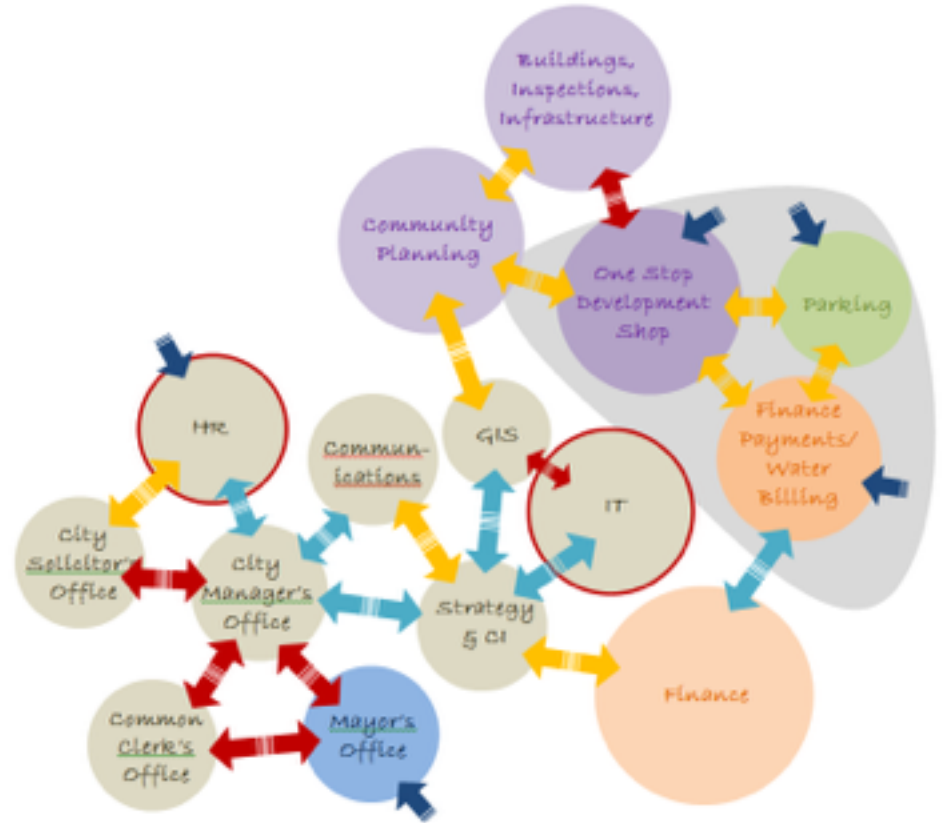 Buildings,
Inspections,
Infrastructure
Community
Planning
One Stop
Development
Shop
Parking
Finance
Payments/
Water
Billing
HR
Commun-
ications
GIS
IT
City
Solicitor's
Office
City
Manager's
Office
Strategy
& CI
Finance
Common
Clerk's
Office
Mayor's
Office